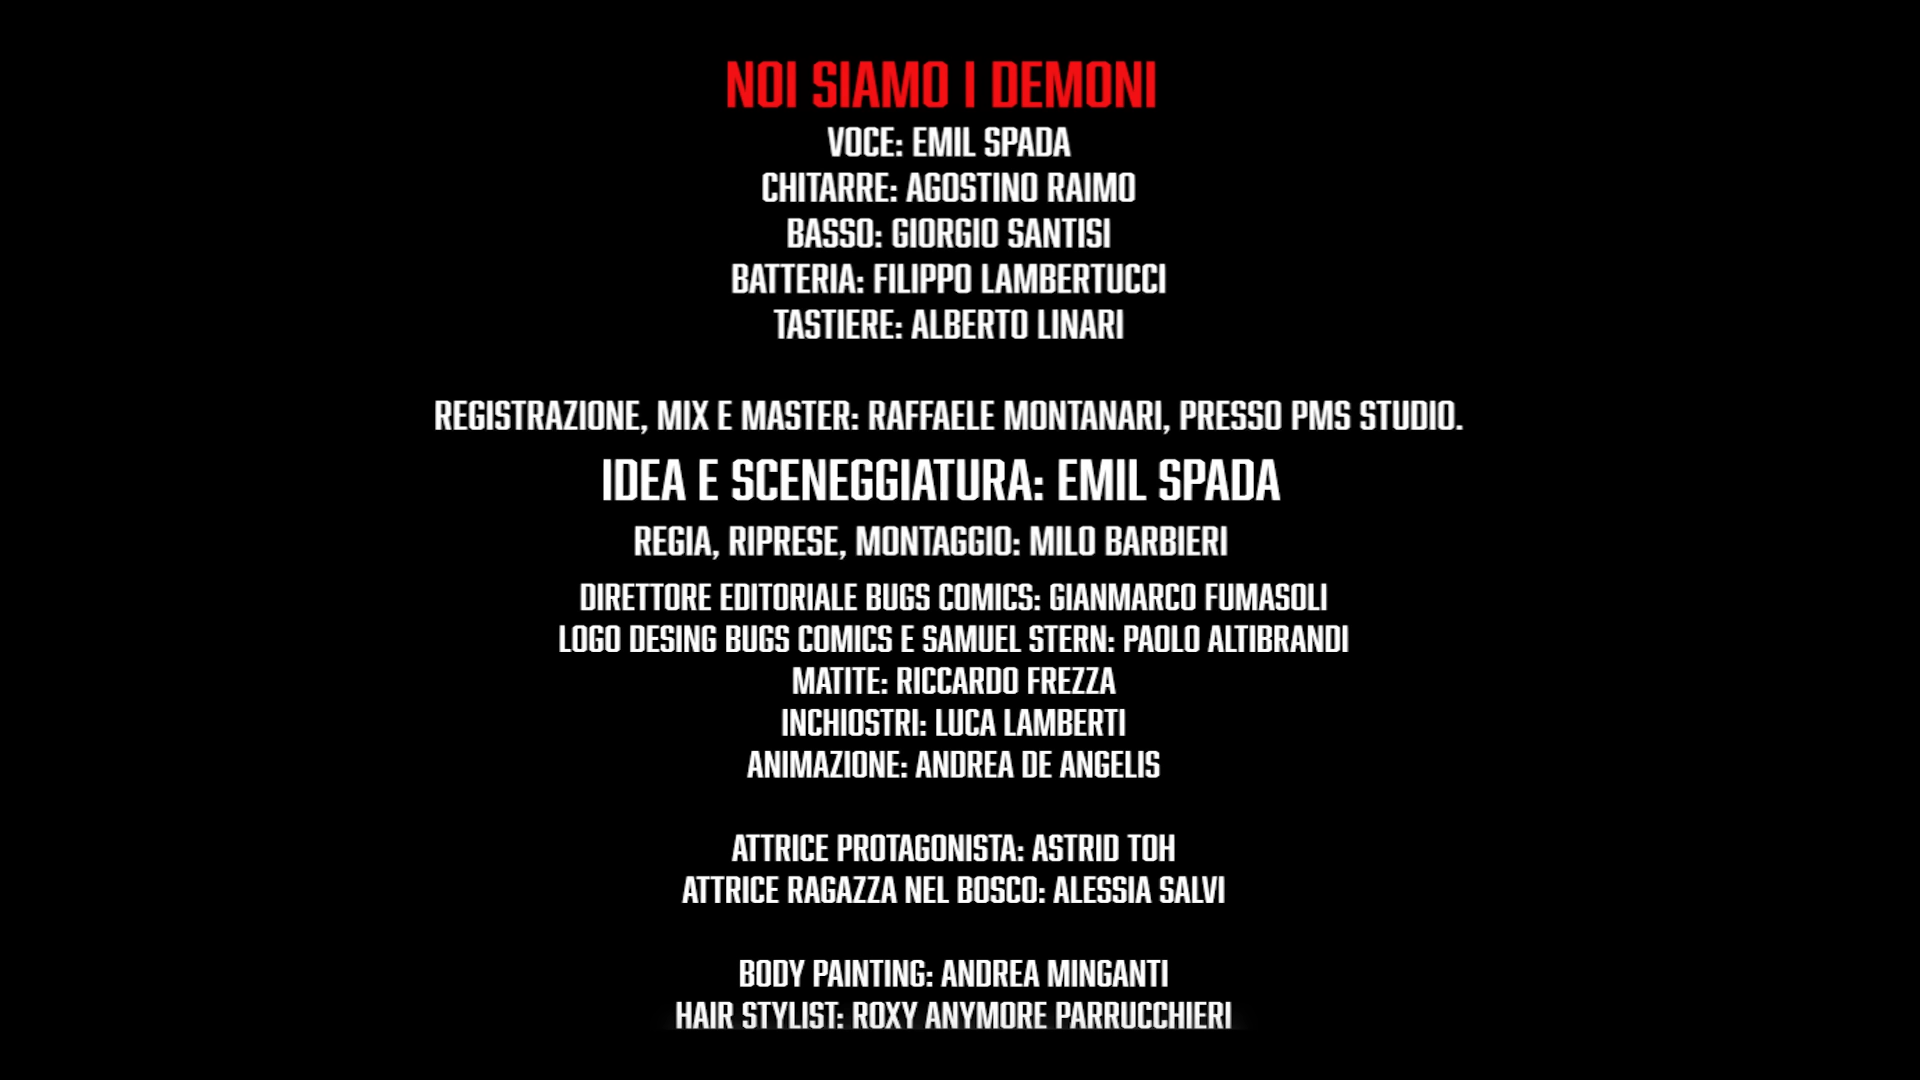 NOI SIAMO I DEMONI
VOCE: EMIL SPADA
CHITARRE: AGOSTINO RAIMO
BASSO: GIORGIO SANTISI
BATTERIA: FILIPPO LAMBERTUCCI
TASTIERE: ALBERTO LINARI
REGISTRAZIONE, MIX E MASTER: RAFFAELE MONTANARI, PRESSO PMS STUDIO.
IDEA E SCENEGGIATURA: EMIL SPADA
REGIA, RIPRESE, MONTAGGIO: MILO BARBIERI
DIRETTORE EDITORIALE BUGS COMICS: GIANMARCO FUMASOLI
LOGO DESING BUGS COMICS E SAMUEL STERN: PAOLO ALTIBRANDI
MATITE: RICCARDO FREZZA
INCHIOSTRI: LUCA LAMBERTI
ANIMAZIONE: ANDREA DE ANGELIS
ATTRICE PROTAGONISTA: ASTRID TOH
ATTRICE RAGAZZA NEL BOSCO: ALESSIA SALVI
BODY PAINTING: ANDREA MINGANTI
HAIR STYLIST: ROXY ANYMORE PARRUCCHIERI